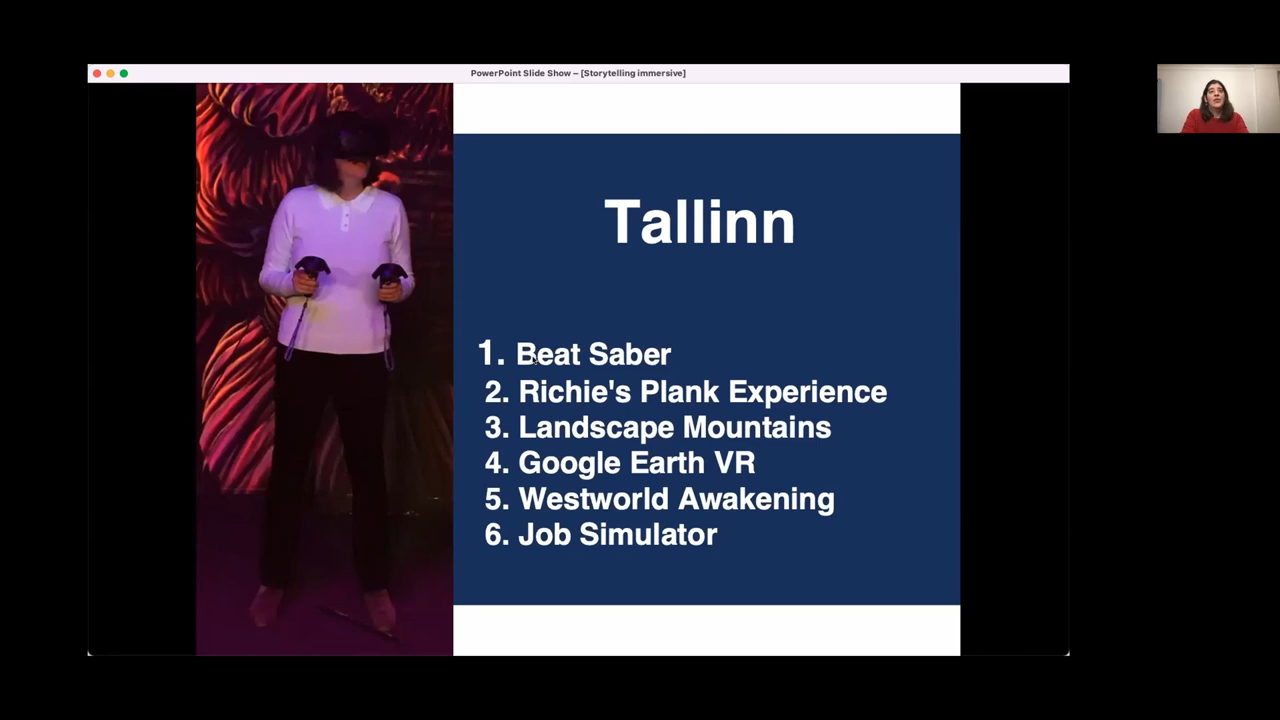 PowerPoint Slide Show – [Storytelling immersive]
Tallinn
1. Beat Saber
2. Richie's Plank Experience
3. Landscape Mountains
4. Google Earth VR
5. Westworld Awakening
6. Job Simulator